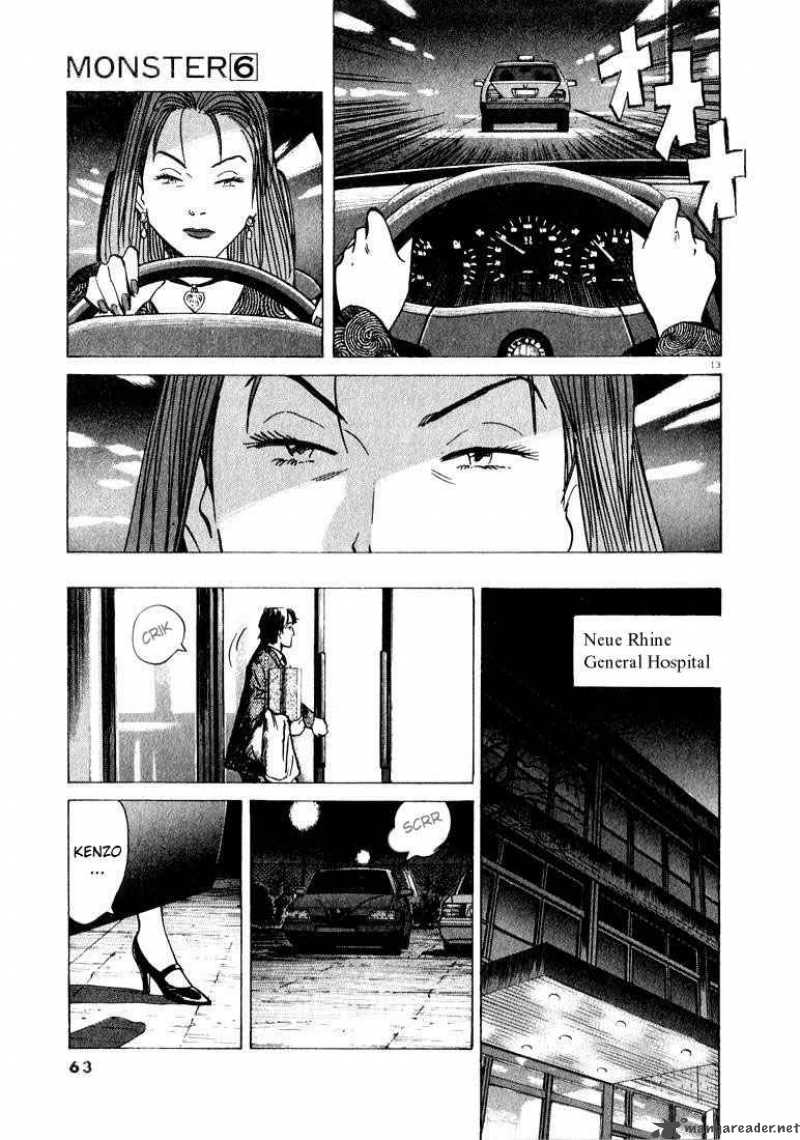 MONSTER 6
オオオ
13
Neue Rhine
General Hospital
CRIK
SCRR
KENZO
...
63
mangareader.net